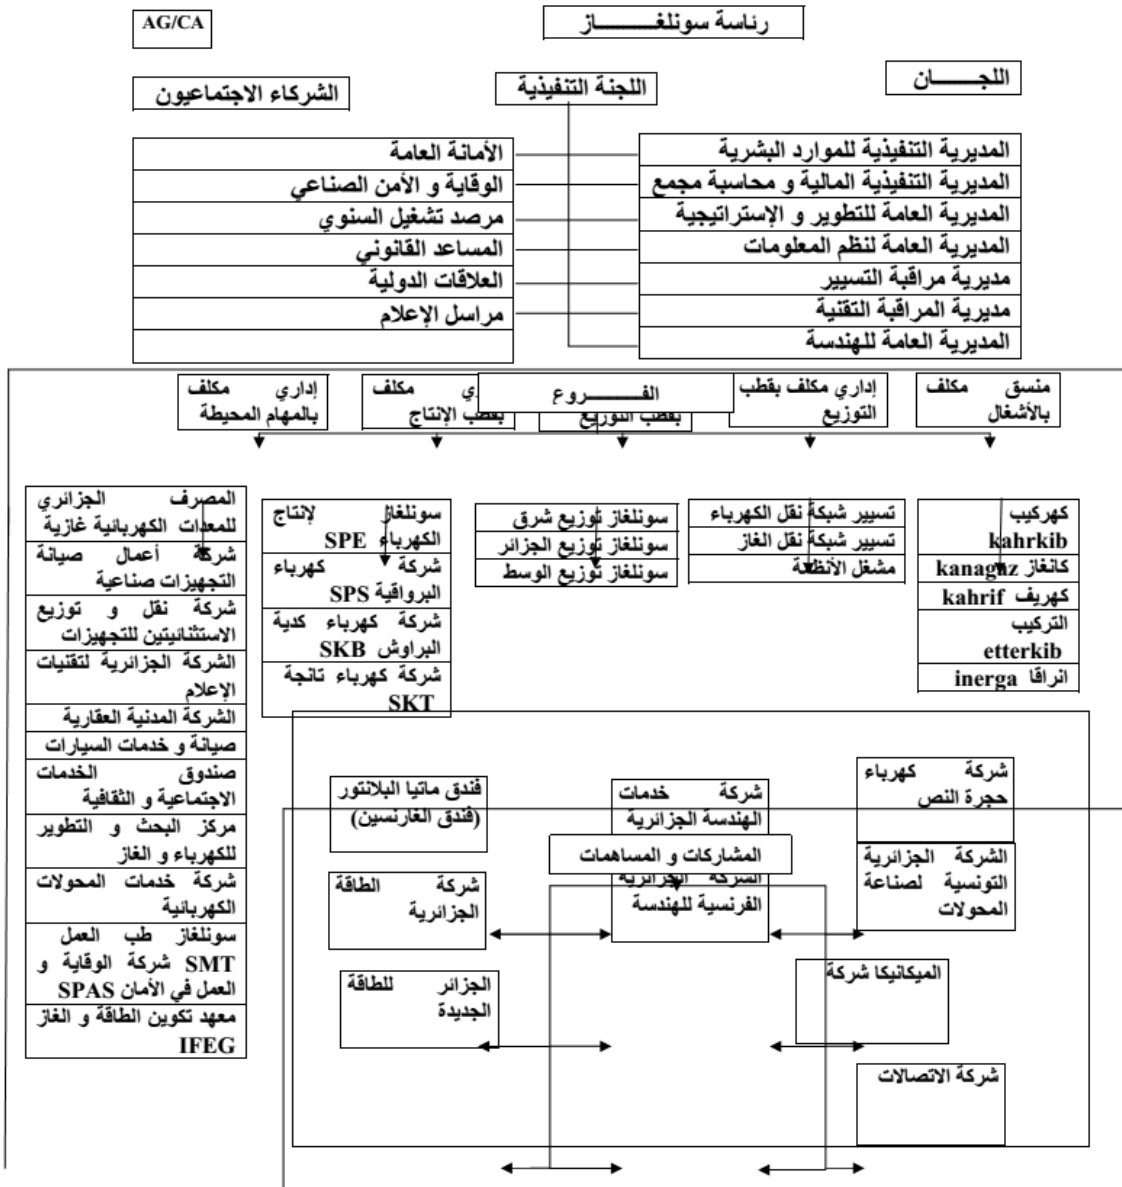 رئاسة سونلغـــــــــاز
AG/CA
اللجـــــــان
اللجنة التنفيذية
الشركاء الاجتماعيون
المديرية التنفيذية للموارد البشرية
المديرية التنفيذية المالية و محاسبة مجمع
المديرية العامة للتطوير و الإستراتيجية
المديرية العامة لنظم المعلومات
مديرية مراقبة التسيير
مديرية المراقبة التقنية
المديرية العامة للهندسة
الأمانة العامة
الوقاية و الأمن الصناعي
مرصد تشغيل السنوي
المساعد القانوني
العلاقات الدولية
مراسل الإعلام
الفـــــــــروع
منسق مكلف
بالأشغال
إداري مكلف بقطب
التوزيع
بقطب التوزيع
مكلف
بقطب الإنتاج
إداري مكلف
بالمهام المحيطة
كهركيب
kahrkib
كانغاز kanagaz
كهريف kahrif
التركيب
etterkib
انراقا inerga
تسيير شبكة نقل الكهرباء
تسيير شبكة نقل الغاز
مشغل الأنظمة
سونلغاز توزيع شرق
سونلغاز توزيع الجزائر
سونلغاز توزيع الوسط
سونلغاز لإنتاج
الكهرباء SPE
شركة كهرباء
البرواقية SPS
شركة كهرباء كدية
البراوش SKB
شركة كهرباء تانجة
SKT
المصرف الجزائري
للمعدات الكهربائية غازية
شركة أعمال صيانة
التجهيزات صناعية
شركة نقل و توزيع
الاستثنائيتين للتجهيزات
الشركة الجزائرية لتقنيات
الإعلام
الشركة المدنية العقارية
صيانة و خدمات السيارات
صندوق الخدمات
الاجتماعية و الثقافية
مركز البحث و التطوير
للكهرباء و الغاز
شركة خدمات المحولات
الكهربائية
سونلغاز طب العمل
SMT شركة الوقاية و
العمل في الأمان SPAS
معهد تكوين الطاقة و الغاز
IFEG
المشاركات و المساهمات
شركة كهرباء
حجرة النص
الشركة الجزائرية
التونسية لصناعة
المحولات
الميكانيكا شركة
شركة الاتصالات
شركة خدمات
الهندسة الجزائرية
الشركة الجزائرية
الفرنسية للهندسة
فندق ماتيا البلانتور
(فندق الغارنسين)
شركة الطاقة
الجزائرية
الجزائر للطاقة
الجديدة